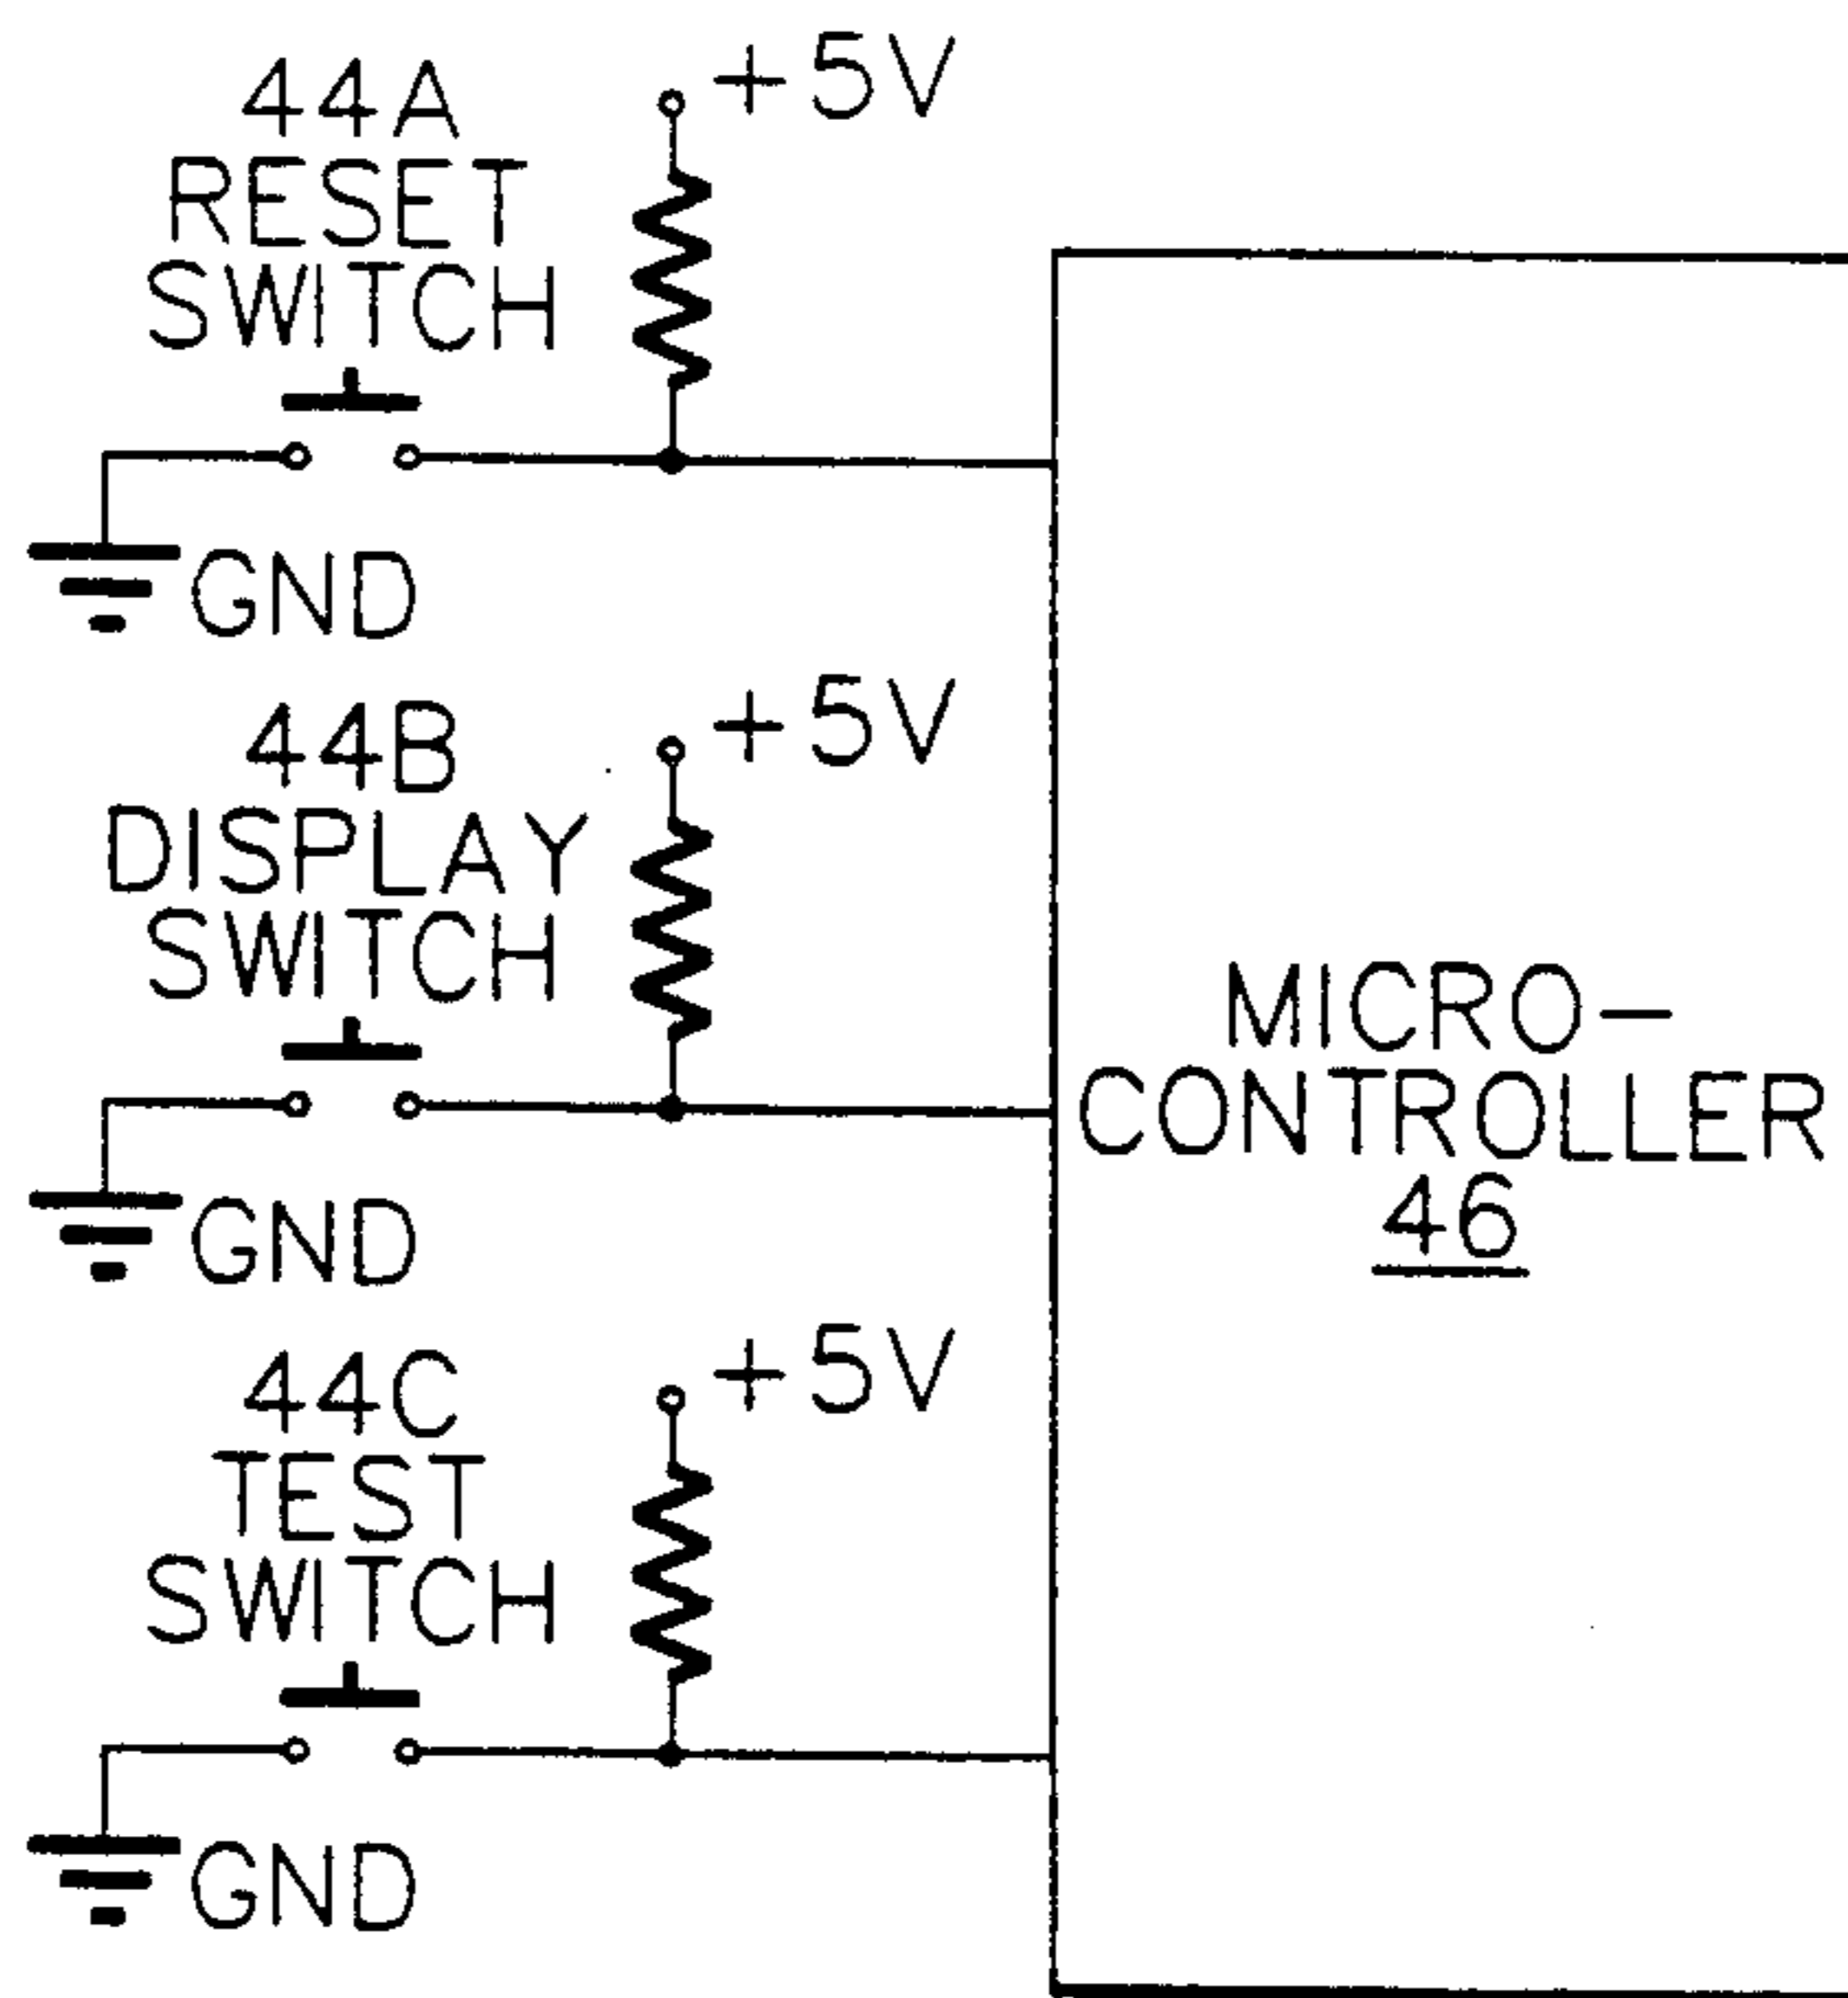 44A
RESET
SWITCH
+5V
GND
44B
DISPLAY
SWITCH
+5V
GND
44C
TEST
SWITCH
+5V
GND
MICRO-
CONTROLLER
46